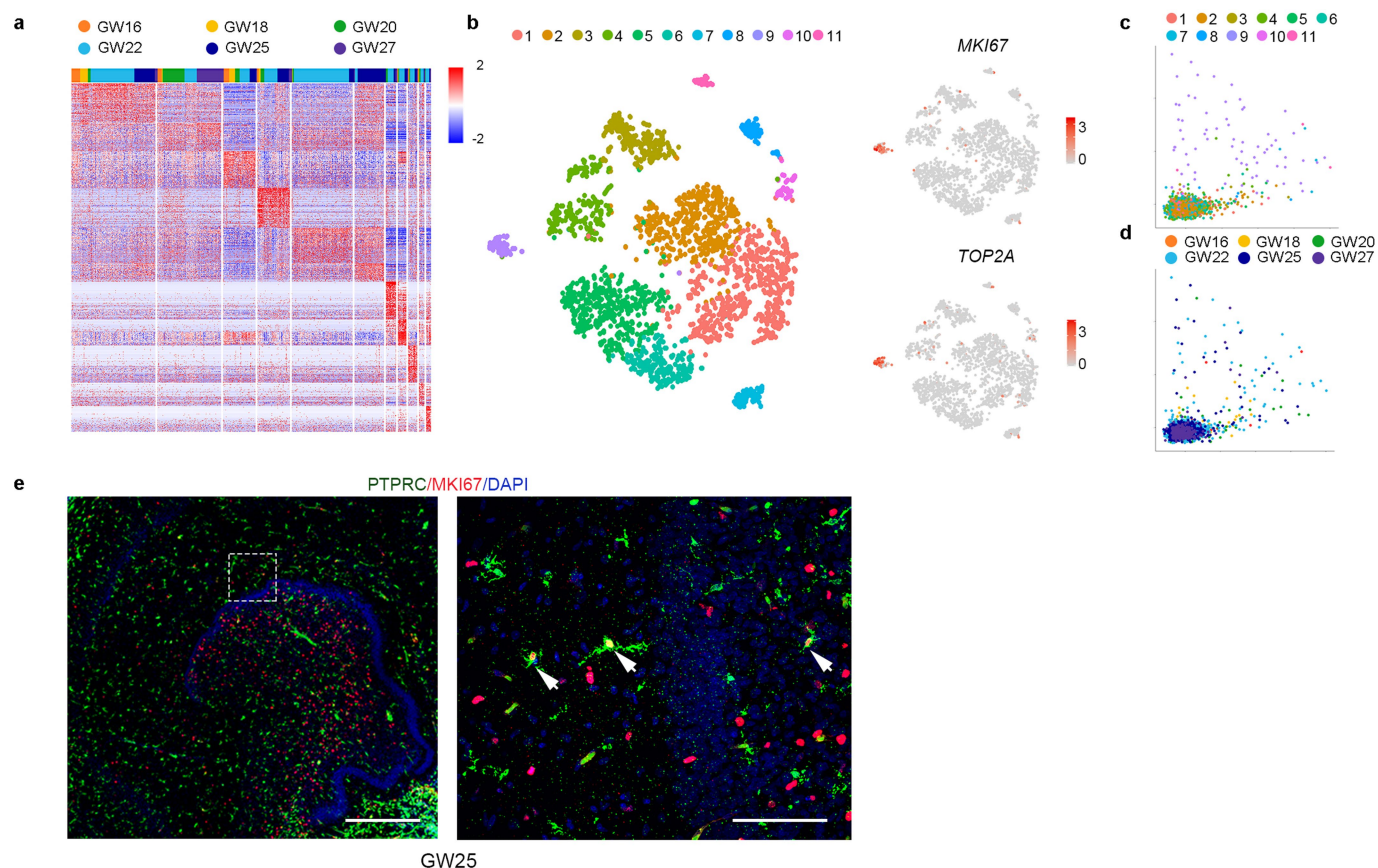 a
GW16 GW18 GW20
GW22 GW25 GW27
2
-2
b
1 2 3 4 5 6 7 8 9 10 11
MKI67
3
0
TOP2A
3
0
c
1 2 3 4 5 6
7 8 9 10 11
d
GW16 GW18 GW20
GW22 GW25 GW27
e
PTPRC/MKI67/DAPI
GW25